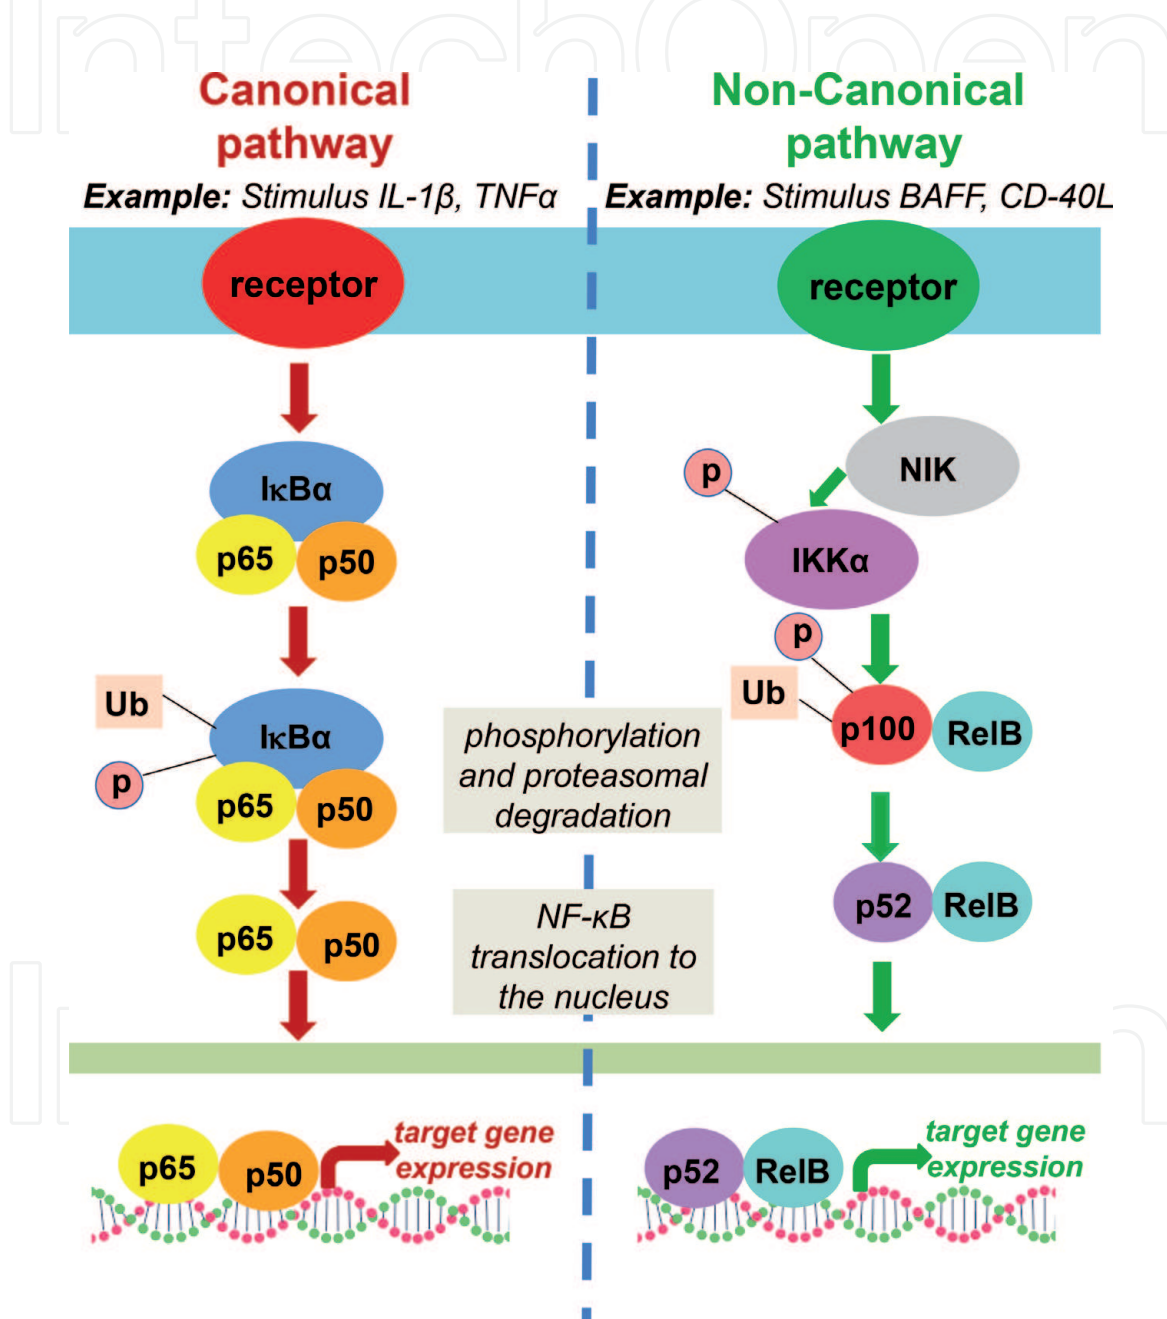 IntechOpen
Canonical
pathway
Example: Stimulus IL-1β, TNFα
receptor
IκBα
p65
p50
Ub
IκBα
p
p65
p50
p65
p50
p65
p50
target gene
expression
phosphorylation
and proteasomal
degradation
NF-κB
translocation to
the nucleus
Non-Canonical
pathway
Example: Stimulus BAFF, CD-40L
receptor
NIK
p
IKKα
p
Ub
p100
RelB
p52
RelB
p52
RelB
target gene
expression